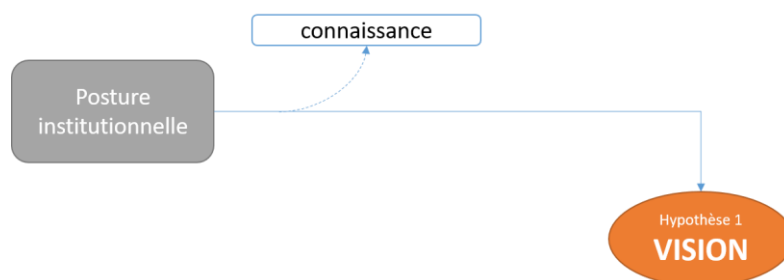 connaissance
Posture
institutionnelle
Hypothèse 1
VISION